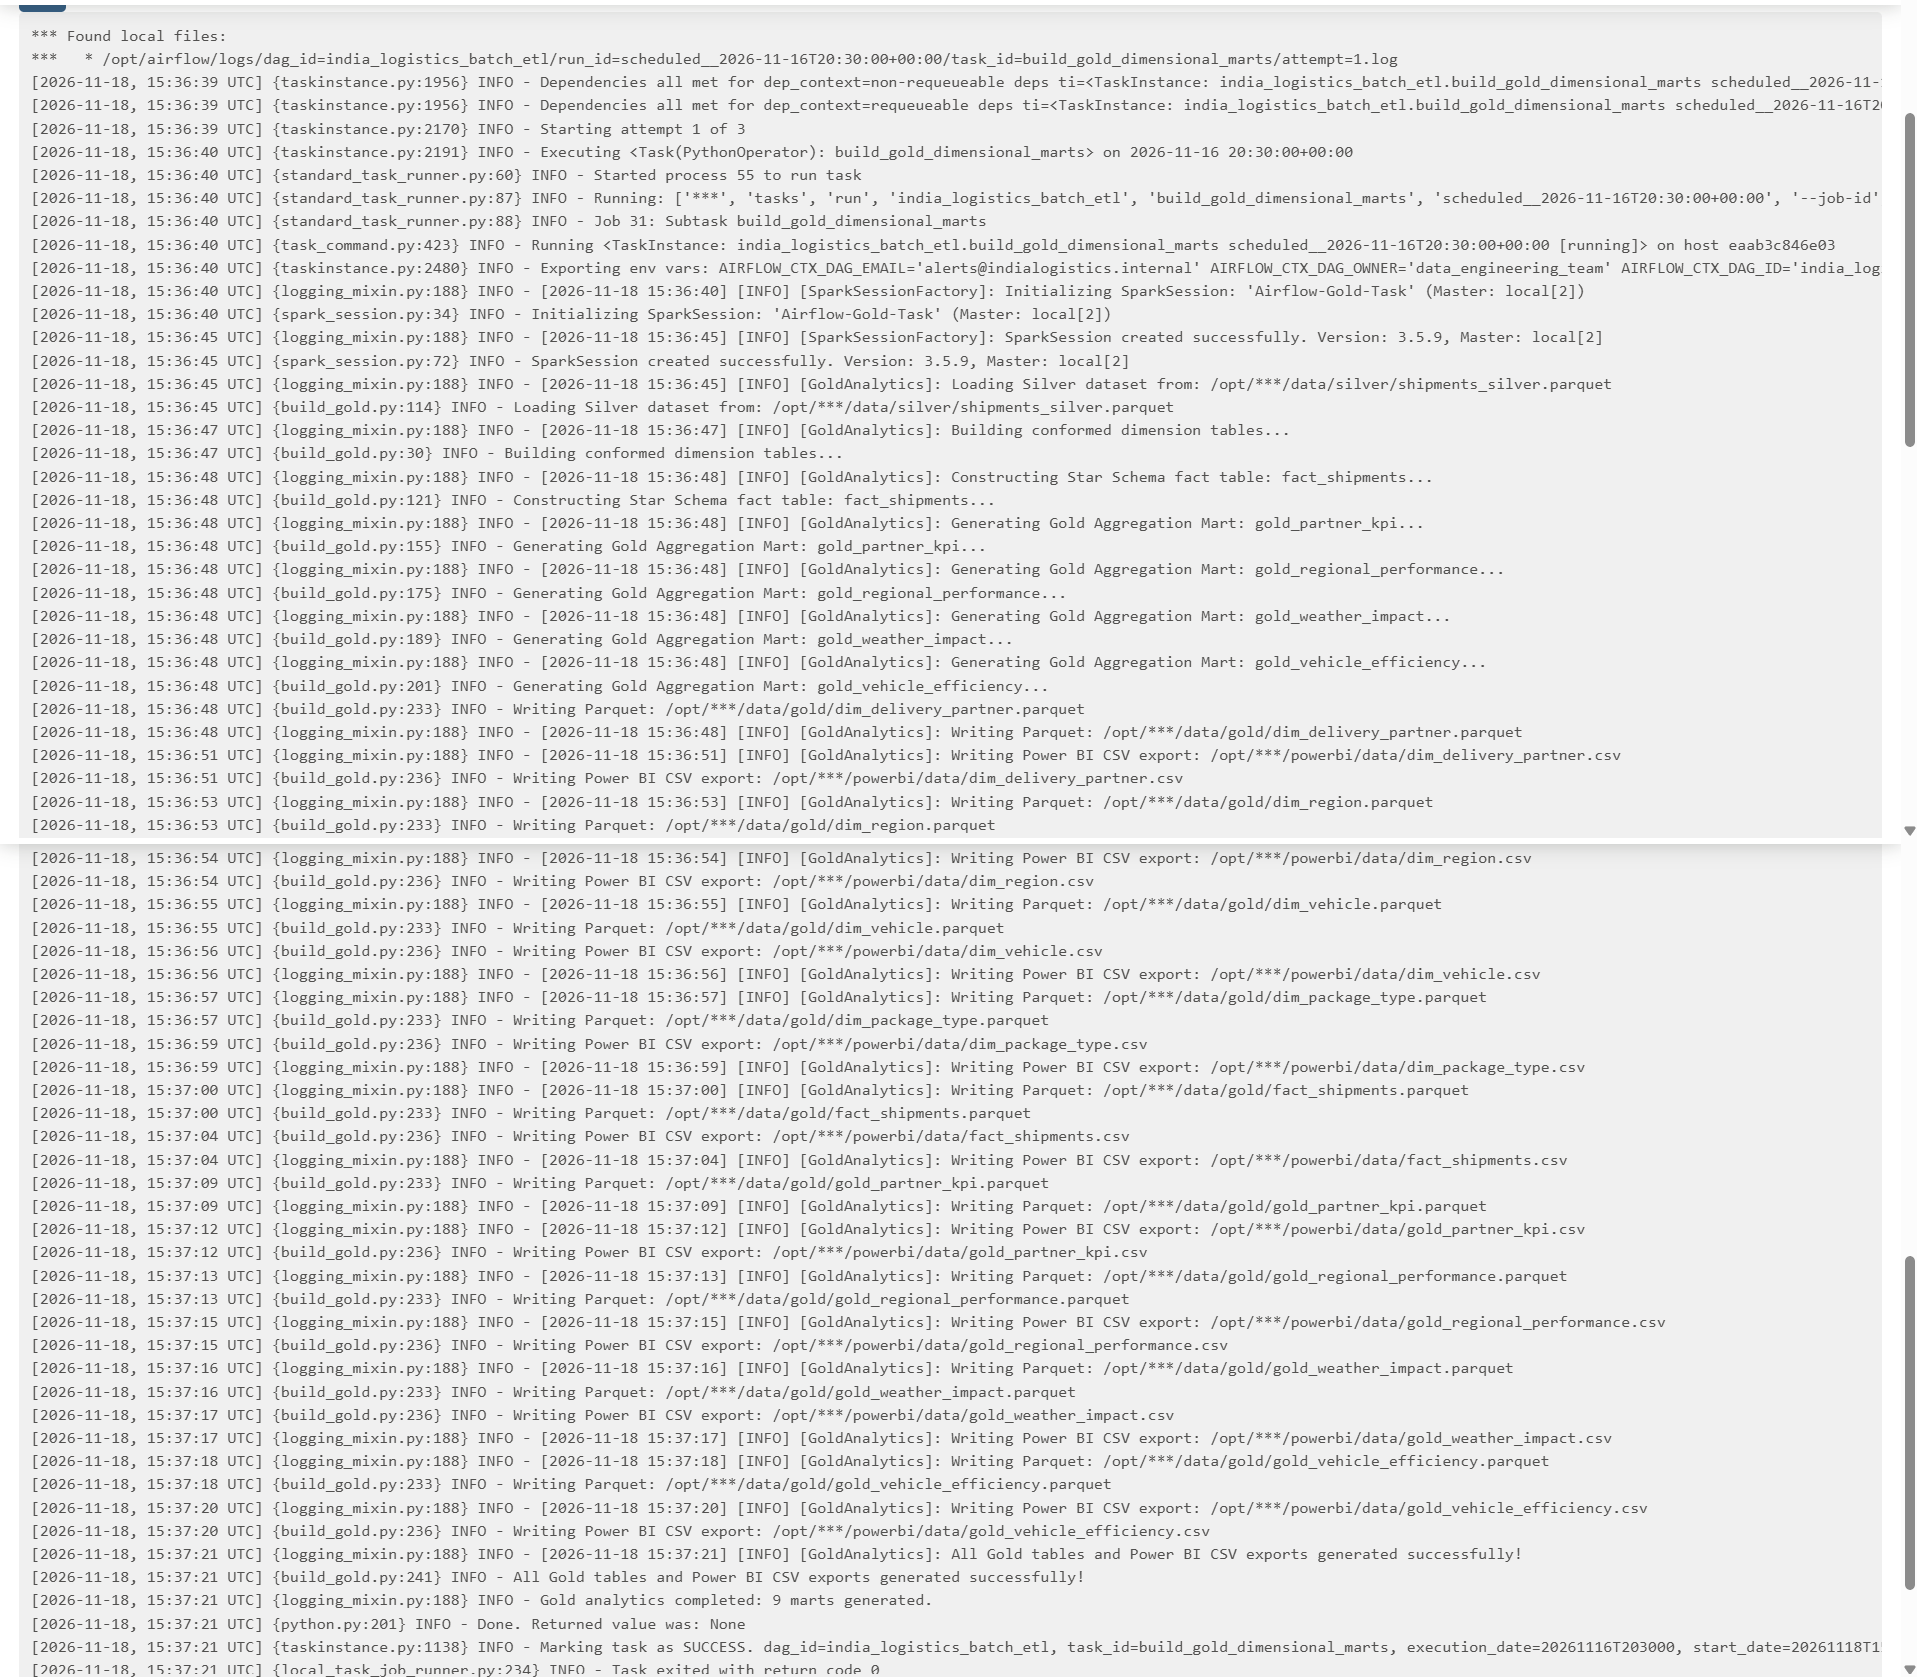 *** Found local files:
***   * /opt/airflow/logs/dag_id=india_logistics_batch_etl/run_id=scheduled__2026-11-16T20:30:00+00:00/task_id=build_gold_dimensional_marts/attempt=1.log
[2026-11-18, 15:36:39 UTC] {taskinstance.py:1956} INFO - Dependencies all met for dep_context=non-requeueable deps ti=<TaskInstance: india_logistics_batch_etl.build_gold_dimensional_marts scheduled__2026-11-
[2026-11-18, 15:36:39 UTC] {taskinstance.py:1956} INFO - Dependencies all met for dep_context=requeueable deps ti=<TaskInstance: india_logistics_batch_etl.build_gold_dimensional_marts scheduled__2026-11-16T2
[2026-11-18, 15:36:39 UTC] {taskinstance.py:2170} INFO - Starting attempt 1 of 3
[2026-11-18, 15:36:40 UTC] {taskinstance.py:2191} INFO - Executing <Task(PythonOperator): build_gold_dimensional_marts> on 2026-11-16 20:30:00+00:00
[2026-11-18, 15:36:40 UTC] {standard_task_runner.py:60} INFO - Started process 55 to run task
[2026-11-18, 15:36:40 UTC] {standard_task_runner.py:87} INFO - Running: ['***', 'tasks', 'run', 'india_logistics_batch_etl', 'build_gold_dimensional_marts', 'scheduled__2026-11-16T20:30:00+00:00', '--job-id'
[2026-11-18, 15:36:40 UTC] {standard_task_runner.py:88} INFO - Job 31: Subtask build_gold_dimensional_marts
[2026-11-18, 15:36:40 UTC] {task_command.py:423} INFO - Running <TaskInstance: india_logistics_batch_etl.build_gold_dimensional_marts scheduled__2026-11-16T20:30:00+00:00 [running]> on host eaab3c846e03
[2026-11-18, 15:36:40 UTC] {taskinstance.py:2480} INFO - Exporting env vars: AIRFLOW_CTX_DAG_EMAIL='alerts@indialogistics.internal' AIRFLOW_CTX_DAG_OWNER='data_engineering_team' AIRFLOW_CTX_DAG_ID='india_log
[2026-11-18, 15:36:40 UTC] {logging_mixin.py:188} INFO - [2026-11-18 15:36:40] [INFO] [SparkSessionFactory]: Initializing SparkSession: 'Airflow-Gold-Task' (Master: local[2])
[2026-11-18, 15:36:40 UTC] {spark_session.py:34} INFO - Initializing SparkSession: 'Airflow-Gold-Task' (Master: local[2])
[2026-11-18, 15:36:45 UTC] {logging_mixin.py:188} INFO - [2026-11-18 15:36:45] [INFO] [SparkSessionFactory]: SparkSession created successfully. Version: 3.5.9, Master: local[2]
[2026-11-18, 15:36:45 UTC] {spark_session.py:72} INFO - SparkSession created successfully. Version: 3.5.9, Master: local[2]
[2026-11-18, 15:36:45 UTC] {logging_mixin.py:188} INFO - [2026-11-18 15:36:45] [INFO] [GoldAnalytics]: Loading Silver dataset from: /opt/***/data/silver/shipments_silver.parquet
[2026-11-18, 15:36:45 UTC] {build_gold.py:114} INFO - Loading Silver dataset from: /opt/***/data/silver/shipments_silver.parquet
[2026-11-18, 15:36:47 UTC] {logging_mixin.py:188} INFO - [2026-11-18 15:36:47] [INFO] [GoldAnalytics]: Building conformed dimension tables...
[2026-11-18, 15:36:47 UTC] {build_gold.py:30} INFO - Building conformed dimension tables...
[2026-11-18, 15:36:48 UTC] {logging_mixin.py:188} INFO - [2026-11-18 15:36:48] [INFO] [GoldAnalytics]: Constructing Star Schema fact table: fact_shipments...
[2026-11-18, 15:36:48 UTC] {build_gold.py:121} INFO - Constructing Star Schema fact table: fact_shipments...
[2026-11-18, 15:36:48 UTC] {logging_mixin.py:188} INFO - [2026-11-18 15:36:48] [INFO] [GoldAnalytics]: Generating Gold Aggregation Mart: gold_partner_kpi...
[2026-11-18, 15:36:48 UTC] {build_gold.py:155} INFO - Generating Gold Aggregation Mart: gold_partner_kpi...
[2026-11-18, 15:36:48 UTC] {logging_mixin.py:188} INFO - [2026-11-18 15:36:48] [INFO] [GoldAnalytics]: Generating Gold Aggregation Mart: gold_regional_performance...
[2026-11-18, 15:36:48 UTC] {build_gold.py:175} INFO - Generating Gold Aggregation Mart: gold_regional_performance...
[2026-11-18, 15:36:48 UTC] {logging_mixin.py:188} INFO - [2026-11-18 15:36:48] [INFO] [GoldAnalytics]: Generating Gold Aggregation Mart: gold_weather_impact...
[2026-11-18, 15:36:48 UTC] {build_gold.py:189} INFO - Generating Gold Aggregation Mart: gold_weather_impact...
[2026-11-18, 15:36:48 UTC] {logging_mixin.py:188} INFO - [2026-11-18 15:36:48] [INFO] [GoldAnalytics]: Generating Gold Aggregation Mart: gold_vehicle_efficiency...
[2026-11-18, 15:36:48 UTC] {build_gold.py:201} INFO - Generating Gold Aggregation Mart: gold_vehicle_efficiency...
[2026-11-18, 15:36:48 UTC] {build_gold.py:233} INFO - Writing Parquet: /opt/***/data/gold/dim_delivery_partner.parquet
[2026-11-18, 15:36:48 UTC] {logging_mixin.py:188} INFO - [2026-11-18 15:36:48] [INFO] [GoldAnalytics]: Writing Parquet: /opt/***/data/gold/dim_delivery_partner.parquet
[2026-11-18, 15:36:51 UTC] {logging_mixin.py:188} INFO - [2026-11-18 15:36:51] [INFO] [GoldAnalytics]: Writing Power BI CSV export: /opt/***/powerbi/data/dim_delivery_partner.csv
[2026-11-18, 15:36:51 UTC] {build_gold.py:236} INFO - Writing Power BI CSV export: /opt/***/powerbi/data/dim_delivery_partner.csv
[2026-11-18, 15:36:53 UTC] {logging_mixin.py:188} INFO - [2026-11-18 15:36:53] [INFO] [GoldAnalytics]: Writing Parquet: /opt/***/data/gold/dim_region.parquet
[2026-11-18, 15:36:53 UTC] {build_gold.py:233} INFO - Writing Parquet: /opt/***/data/gold/dim_region.parquet
[2026-11-18, 15:36:54 UTC] {logging_mixin.py:188} INFO - [2026-11-18 15:36:54] [INFO] [GoldAnalytics]: Writing Power BI CSV export: /opt/***/powerbi/data/dim_region.csv
[2026-11-18, 15:36:54 UTC] {build_gold.py:236} INFO - Writing Power BI CSV export: /opt/***/powerbi/data/dim_region.csv
[2026-11-18, 15:36:55 UTC] {logging_mixin.py:188} INFO - [2026-11-18 15:36:55] [INFO] [GoldAnalytics]: Writing Parquet: /opt/***/data/gold/dim_vehicle.parquet
[2026-11-18, 15:36:55 UTC] {build_gold.py:233} INFO - Writing Parquet: /opt/***/data/gold/dim_vehicle.parquet
[2026-11-18, 15:36:56 UTC] {build_gold.py:236} INFO - Writing Power BI CSV export: /opt/***/powerbi/data/dim_vehicle.csv
[2026-11-18, 15:36:56 UTC] {logging_mixin.py:188} INFO - [2026-11-18 15:36:56] [INFO] [GoldAnalytics]: Writing Power BI CSV export: /opt/***/powerbi/data/dim_vehicle.csv
[2026-11-18, 15:36:57 UTC] {logging_mixin.py:188} INFO - [2026-11-18 15:36:57] [INFO] [GoldAnalytics]: Writing Parquet: /opt/***/data/gold/dim_package_type.parquet
[2026-11-18, 15:36:57 UTC] {build_gold.py:233} INFO - Writing Parquet: /opt/***/data/gold/dim_package_type.parquet
[2026-11-18, 15:36:59 UTC] {build_gold.py:236} INFO - Writing Power BI CSV export: /opt/***/powerbi/data/dim_package_type.csv
[2026-11-18, 15:36:59 UTC] {logging_mixin.py:188} INFO - [2026-11-18 15:36:59] [INFO] [GoldAnalytics]: Writing Power BI CSV export: /opt/***/powerbi/data/dim_package_type.csv
[2026-11-18, 15:37:00 UTC] {logging_mixin.py:188} INFO - [2026-11-18 15:37:00] [INFO] [GoldAnalytics]: Writing Parquet: /opt/***/data/gold/fact_shipments.parquet
[2026-11-18, 15:37:00 UTC] {build_gold.py:233} INFO - Writing Parquet: /opt/***/data/gold/fact_shipments.parquet
[2026-11-18, 15:37:04 UTC] {build_gold.py:236} INFO - Writing Power BI CSV export: /opt/***/powerbi/data/fact_shipments.csv
[2026-11-18, 15:37:04 UTC] {logging_mixin.py:188} INFO - [2026-11-18 15:37:04] [INFO] [GoldAnalytics]: Writing Power BI CSV export: /opt/***/powerbi/data/fact_shipments.csv
[2026-11-18, 15:37:09 UTC] {build_gold.py:233} INFO - Writing Parquet: /opt/***/data/gold/gold_partner_kpi.parquet
[2026-11-18, 15:37:09 UTC] {logging_mixin.py:188} INFO - [2026-11-18 15:37:09] [INFO] [GoldAnalytics]: Writing Parquet: /opt/***/data/gold/gold_partner_kpi.parquet
[2026-11-18, 15:37:12 UTC] {logging_mixin.py:188} INFO - [2026-11-18 15:37:12] [INFO] [GoldAnalytics]: Writing Power BI CSV export: /opt/***/powerbi/data/gold_partner_kpi.csv
[2026-11-18, 15:37:12 UTC] {build_gold.py:236} INFO - Writing Power BI CSV export: /opt/***/powerbi/data/gold_partner_kpi.csv
[2026-11-18, 15:37:13 UTC] {logging_mixin.py:188} INFO - [2026-11-18 15:37:13] [INFO] [GoldAnalytics]: Writing Parquet: /opt/***/data/gold/gold_regional_performance.parquet
[2026-11-18, 15:37:13 UTC] {build_gold.py:233} INFO - Writing Parquet: /opt/***/data/gold/gold_regional_performance.parquet
[2026-11-18, 15:37:15 UTC] {logging_mixin.py:188} INFO - [2026-11-18 15:37:15] [INFO] [GoldAnalytics]: Writing Power BI CSV export: /opt/***/powerbi/data/gold_regional_performance.csv
[2026-11-18, 15:37:15 UTC] {build_gold.py:236} INFO - Writing Power BI CSV export: /opt/***/powerbi/data/gold_regional_performance.csv
[2026-11-18, 15:37:16 UTC] {logging_mixin.py:188} INFO - [2026-11-18 15:37:16] [INFO] [GoldAnalytics]: Writing Parquet: /opt/***/data/gold/gold_weather_impact.parquet
[2026-11-18, 15:37:16 UTC] {build_gold.py:233} INFO - Writing Parquet: /opt/***/data/gold/gold_weather_impact.parquet
[2026-11-18, 15:37:17 UTC] {build_gold.py:236} INFO - Writing Power BI CSV export: /opt/***/powerbi/data/gold_weather_impact.csv
[2026-11-18, 15:37:17 UTC] {logging_mixin.py:188} INFO - [2026-11-18 15:37:17] [INFO] [GoldAnalytics]: Writing Power BI CSV export: /opt/***/powerbi/data/gold_weather_impact.csv
[2026-11-18, 15:37:18 UTC] {logging_mixin.py:188} INFO - [2026-11-18 15:37:18] [INFO] [GoldAnalytics]: Writing Parquet: /opt/***/data/gold/gold_vehicle_efficiency.parquet
[2026-11-18, 15:37:18 UTC] {build_gold.py:233} INFO - Writing Parquet: /opt/***/data/gold/gold_vehicle_efficiency.parquet
[2026-11-18, 15:37:20 UTC] {logging_mixin.py:188} INFO - [2026-11-18 15:37:20] [INFO] [GoldAnalytics]: Writing Power BI CSV export: /opt/***/powerbi/data/gold_vehicle_efficiency.csv
[2026-11-18, 15:37:20 UTC] {build_gold.py:236} INFO - Writing Power BI CSV export: /opt/***/powerbi/data/gold_vehicle_efficiency.csv
[2026-11-18, 15:37:21 UTC] {logging_mixin.py:188} INFO - [2026-11-18 15:37:21] [INFO] [GoldAnalytics]: All Gold tables and Power BI CSV exports generated successfully!
[2026-11-18, 15:37:21 UTC] {build_gold.py:241} INFO - All Gold tables and Power BI CSV exports generated successfully!
[2026-11-18, 15:37:21 UTC] {logging_mixin.py:188} INFO - Gold analytics completed: 9 marts generated.
[2026-11-18, 15:37:21 UTC] {python.py:201} INFO - Done. Returned value was: None
[2026-11-18, 15:37:21 UTC] {taskinstance.py:1138} INFO - Marking task as SUCCESS. dag_id=india_logistics_batch_etl, task_id=build_gold_dimensional_marts, execution_date=20261116T203000, start_date=20261118T1
[2026-11-18, 15:37:21 UTC] {local_task_job_runner.py:234} INFO - Task exited with return code 0